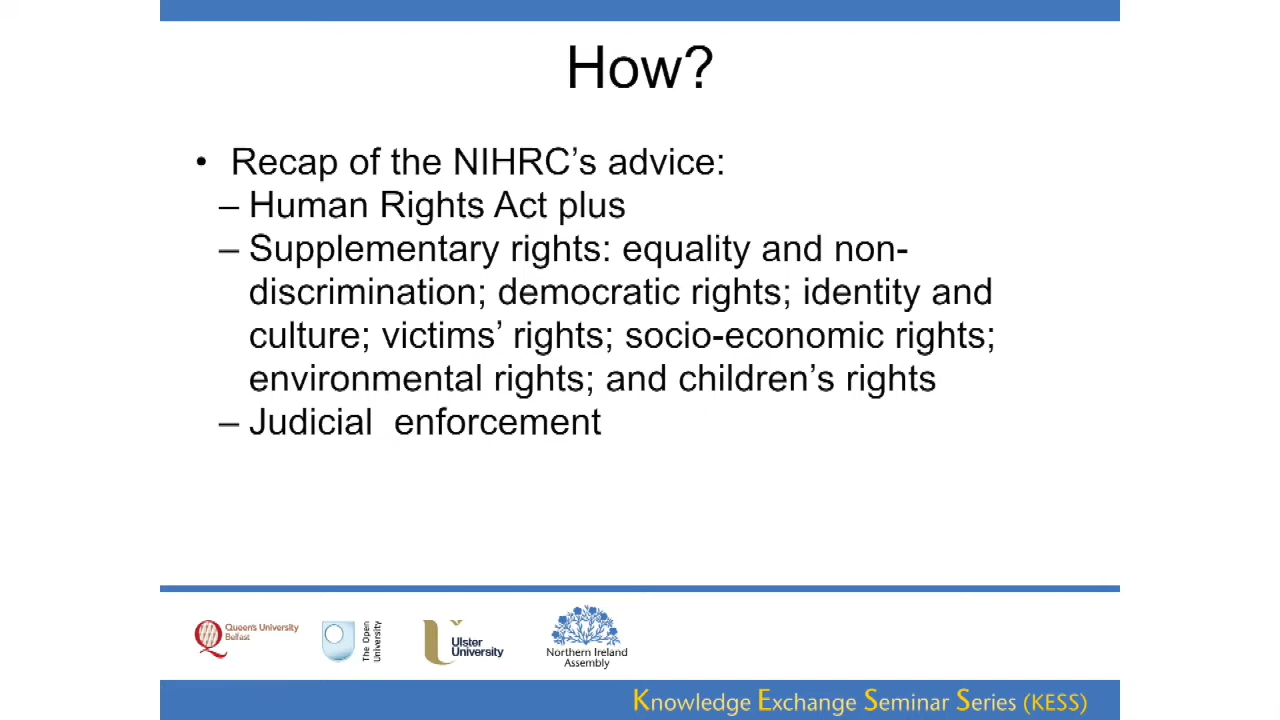 How?
• Recap of the NIHRC’s advice:
– Human Rights Act plus
– Supplementary rights: equality and non-
discrimination; democratic rights; identity and
culture; victims’ rights; socio-economic rights;
environmental rights; and children’s rights
– Judicial  enforcement
Queen's University
Belfast
The Open
University
Ulster
University
Northern Ireland
Assembly
Knowledge Exchange Seminar Series (KESS)